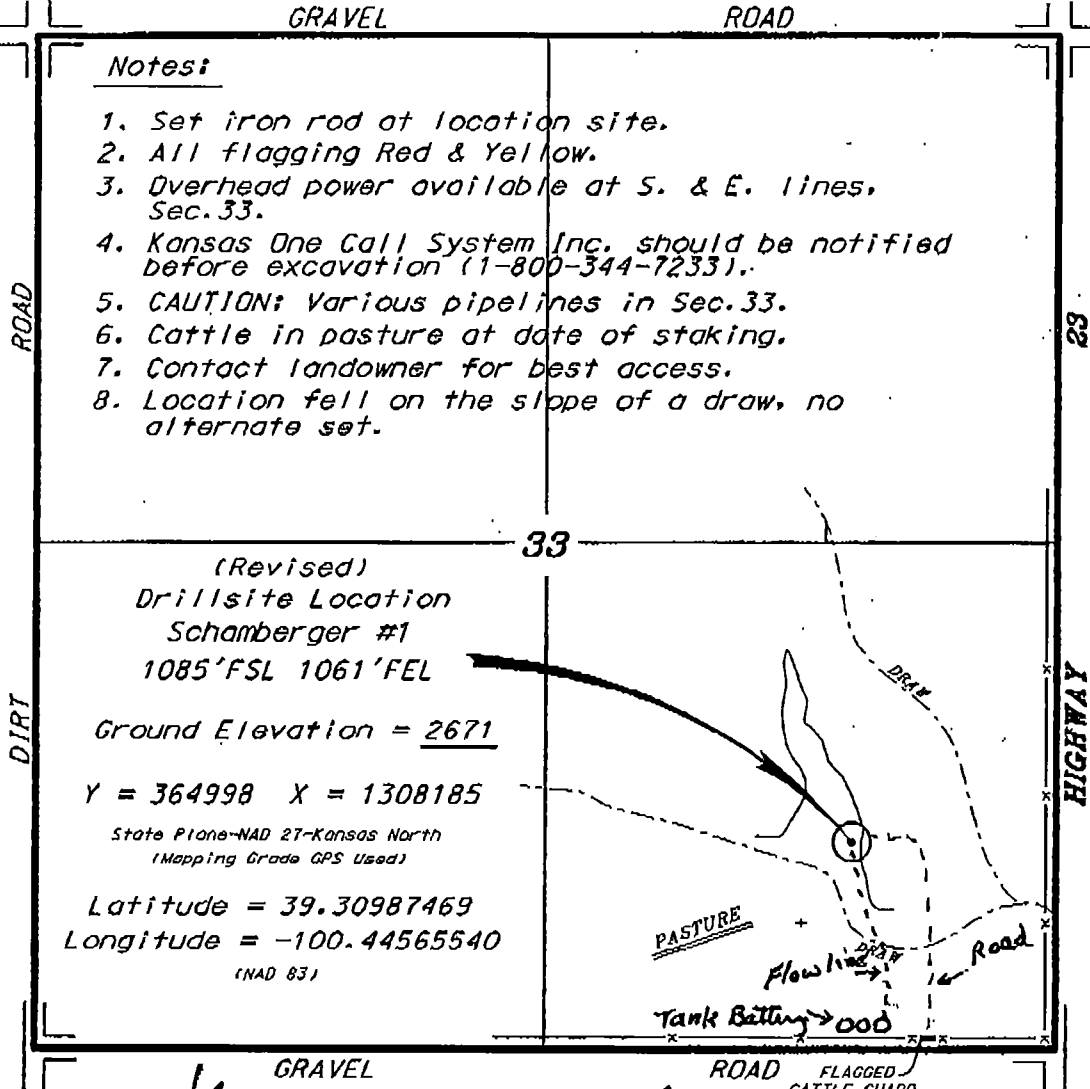 GRAVEL ROAD
Notes:
1. Set iron rod at location site.
2. All flagging Red & Yellow.
3. Overhead power available at S. & E. lines,
Sec.33.
4. Kansas One Call System Inc. should be notified
before excavation (1-800-344-7233).
5. CAUTION: Various pipelines in Sec.33.
6. Cattle in pasture at date of staking.
7. Contact landowner for best access.
8. Location fell on the slope of a draw, no
alternate set.
ROAD
23
33
(Revised)
Drillsite Location
Schamberger #1
1085'FSL 1061'FEL
Ground Elevation = 2671
Y = 364998 X = 1308185
State Plane-NAD 27-Kansas North
(Mapping Grade GPS Used)
Latitude = 39.30987469
Longitude = -100.44565540
(NAD 83)
DIRT
DRAW
HIGHWAY
PASTURE
DRAW
Flowline
Road
Tank Battery
GRAVEL ROAD
FLAGGED
CATTLE GUARD